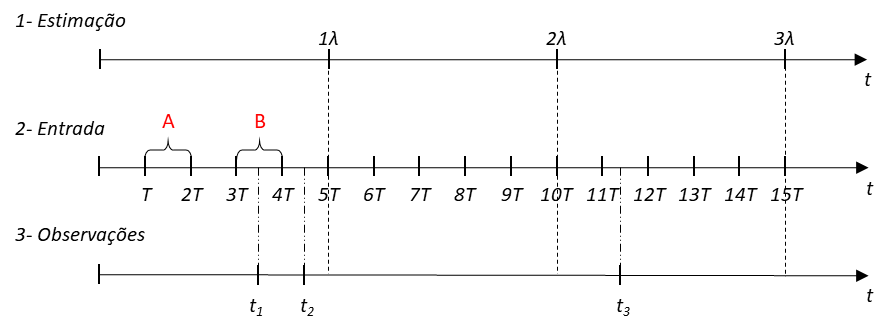 1- Estimação
1λ 2λ 3λ
t
A B
2- Entrada
T 2T 3T 4T 5T 6T 7T 8T 9T 10T 11T 12T 13T 14T 15T
t
3- Observações
t
t1 t2 t3